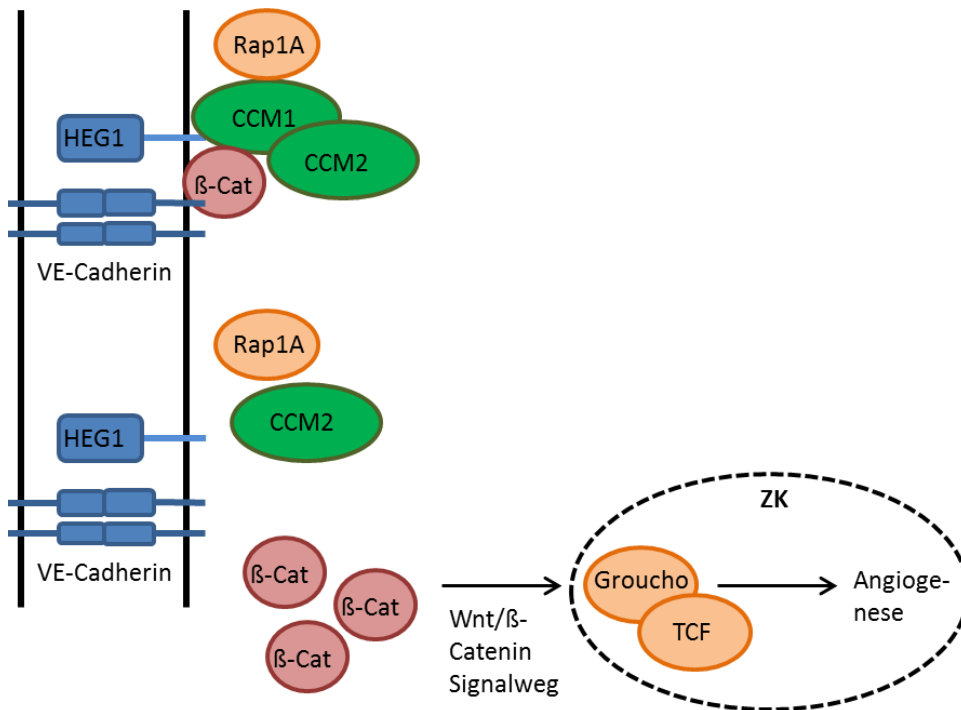 Rap1A
CCM1
HEG1
CCM2
ß-Cat
VE-Cadherin
Rap1A
CCM2
HEG1
ZK
VE-Cadherin
ß-Cat
ß-Cat
ß-Cat
Wnt/ß-
Catenin
Signalweg
Groucho
TCF
Angioge-
nese